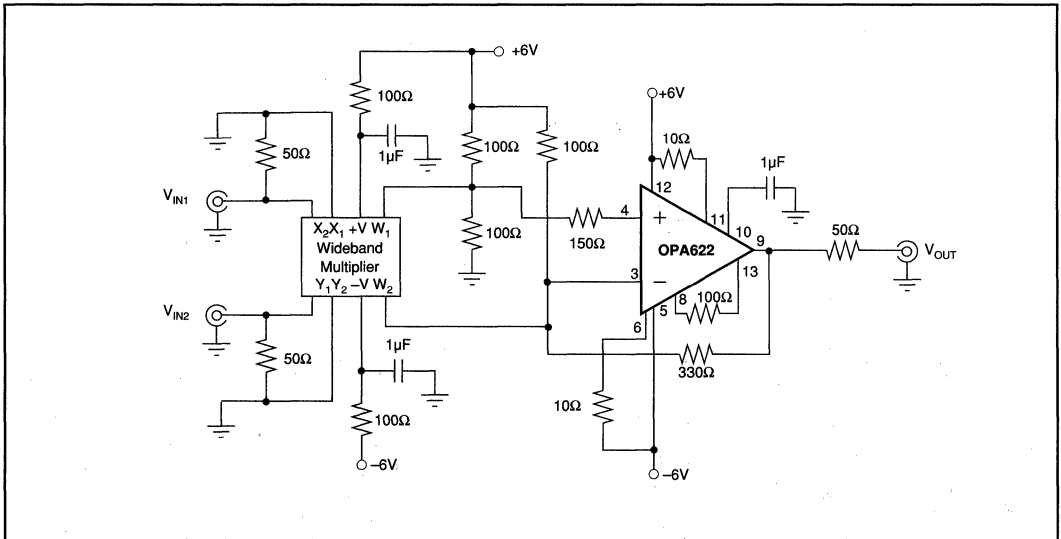 +6V
100Ω
+6V
1µF
100Ω
100Ω
10Ω
1µF
50Ω
12
V_IN1
X₂X₁ +V W₁
Wideband
Multiplier
Y₁Y₂ –V W₂
100Ω
150Ω
4
+
11
10
9
50Ω
V_OUT
OPA622
13
3
–
8
100Ω
5
6
V_IN2
50Ω
1µF
330Ω
10Ω
100Ω
–6V
–6V